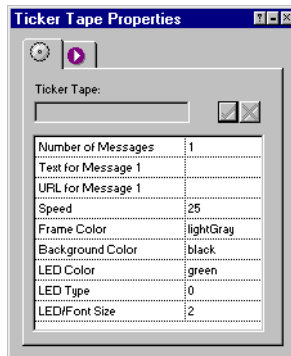 Ticker Tape Properties
Ticker Tape:
Number of Messages 1
Text for Message 1
URL for Message 1
Speed 25
Frame Color lightGray
Background Color black
LED Color green
LED Type 0
LED/Font Size 2